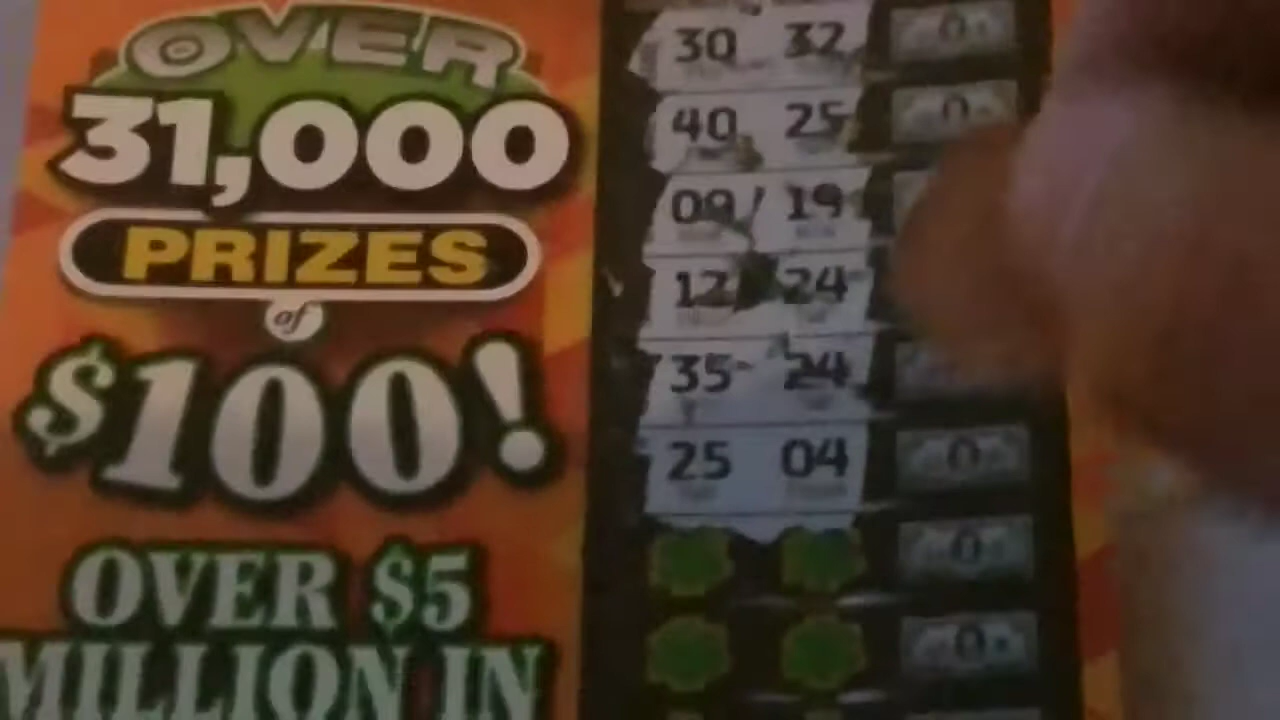 OVER
31,000
PRIZES
of
$100!
OVER $5
MILLION IN
30 32
40 25
09 19
12 24
35 24
25 04